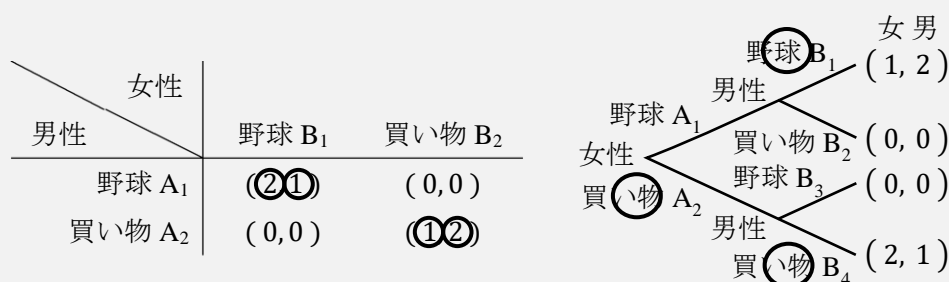 女性
男性
野球 B1 買い物 B2
野球 A1 (2,1) (0,0)
買い物 A2 (0,0) (1,2)
女 男
野球 B1 (1, 2)
男性
野球 A1
買い物 B2 (0, 0)
女性
野球 B3 (0, 0)
買い物 A2
男性
買い物 B4 (2, 1)